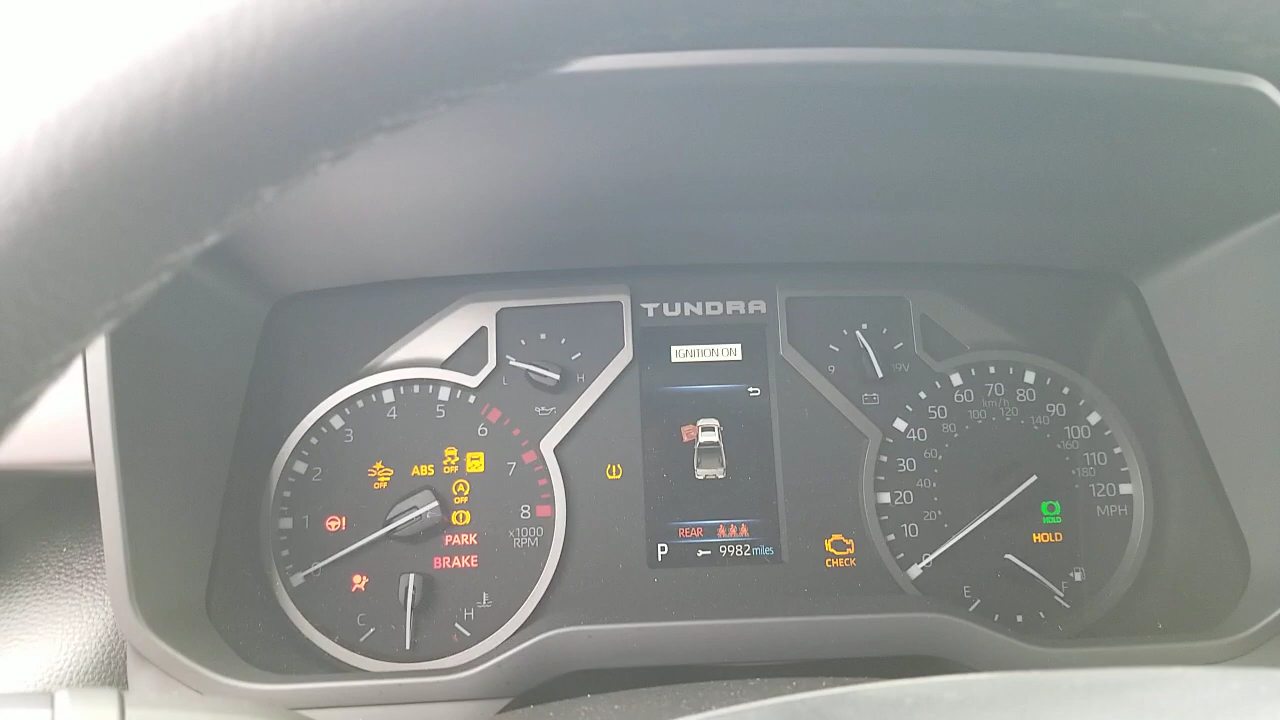 TUNDRA
IGNITION ON
L H
9 19V
0 1 2 3 4 5 6 7 8
x1000
RPM
OFF
ABS
OFF
OFF
PARK
BRAKE
C H
REAR
P 9982 miles
CHECK
0 10 20 30 40 50 60 70 80 90 100 110 120
MPH
km/h
20 40 60 80 100 120 140 160 180
HOLD
HOLD
E F